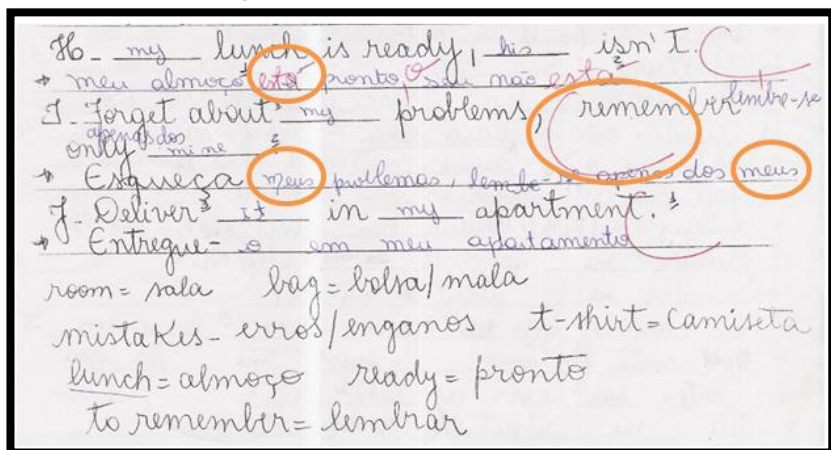 H_ my lunch is ready, his isn't.
→ meu almoço está pronto, o seu não está
I_ Forget about my problems, remember lembre-se
apenas dos
only mine
→ Esqueça meus problemas, lembre-se apenas dos meus
J_ Deliver it in my apartment.
→ Entregue-o em meu apartamento
room = sala bag = bolsa/mala
mistakes - erros/enganos t-shirt = Camiseta
lunch = almoço ready = pronto
to remember = lembrar